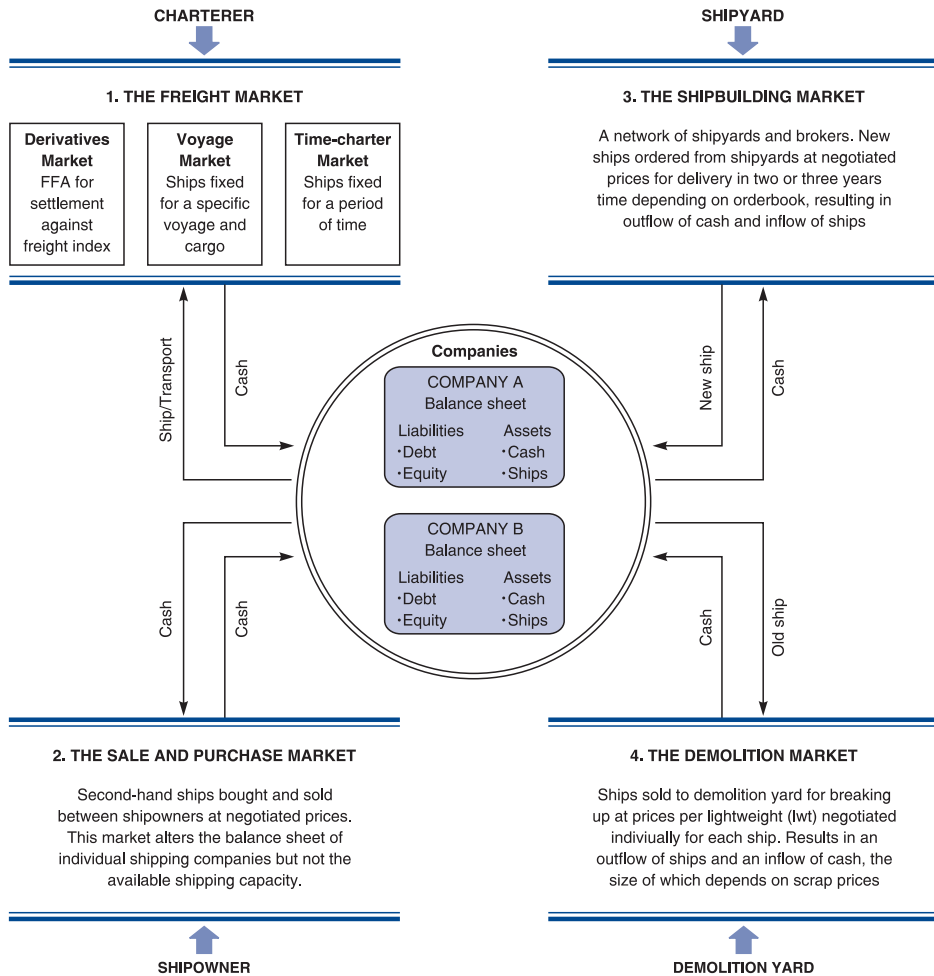 CHARTERER
1. THE FREIGHT MARKET
Derivatives
Market
FFA for
settlement
against
freight index
Voyage
Market
Ships fixed
for a specific
voyage and
cargo
Time-charter
Market
Ships fixed
for a period
of time
SHIPYARD
3. THE SHIPBUILDING MARKET
A network of shipyards and brokers. New
ships ordered from shipyards at negotiated
prices for delivery in two or three years
time depending on orderbook, resulting in
outflow of cash and inflow of ships
Ship/Transport
Cash
New ship
Cash
Companies
COMPANY A
Balance sheet
Liabilities Assets
·Debt ·Cash
·Equity ·Ships
COMPANY B
Balance sheet
Liabilities Assets
·Debt ·Cash
·Equity ·Ships
Cash
Cash
Cash
Old ship
2. THE SALE AND PURCHASE MARKET
Second-hand ships bought and sold
between shipowners at negotiated prices.
This market alters the balance sheet of
individual shipping companies but not the
available shipping capacity.
SHIPOWNER
4. THE DEMOLITION MARKET
Ships sold to demolition yard for breaking
up at prices per lightweight (lwt) negotiated
indiviually for each ship. Results in an
outflow of ships and an inflow of cash, the
size of which depends on scrap prices
DEMOLITION YARD